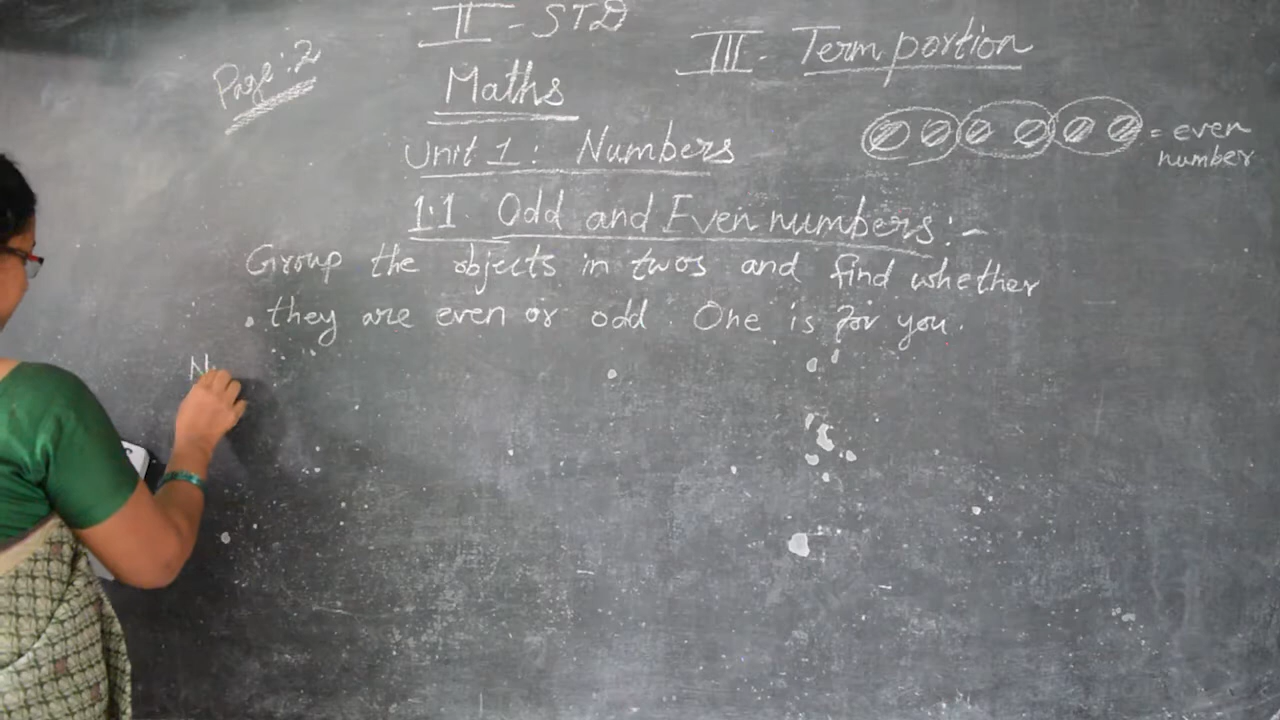 II - STD
Page : 2
III - Term portion
Maths
Unit 1 : Numbers
= even
number
1.1. Odd and Even numbers :-
Group the objects in twos and find whether
they are even or odd. One is for you.
N